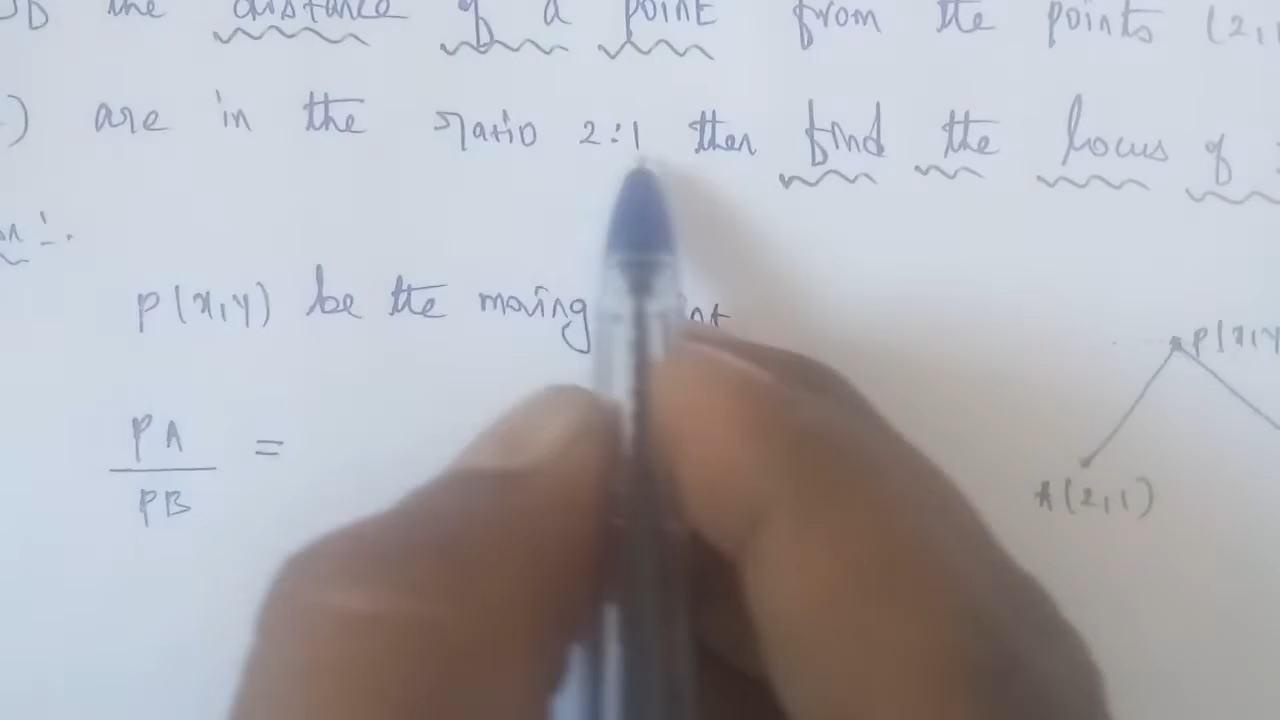 the distance of a point from the points (2,1
) are in the ratio 2:1 then find the locus of
P(x,y) be the moving
PA
=
PB
P(x,y
A(2,1)